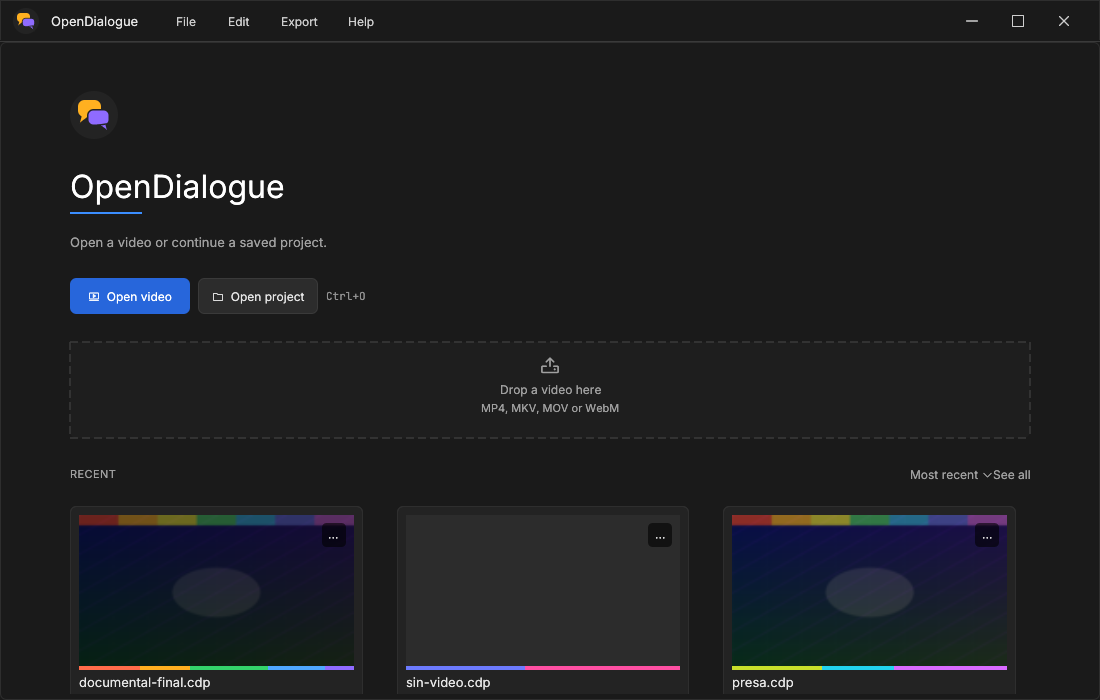 OpenDialogue File Edit Export Help
OpenDialogue
Open a video or continue a saved project.
Open video Open project Ctrl+O
Drop a video here
MP4, MKV, MOV or WebM
RECENT Most recent See all
... ... ...
documental-final.cdp sin-video.cdp presa.cdp